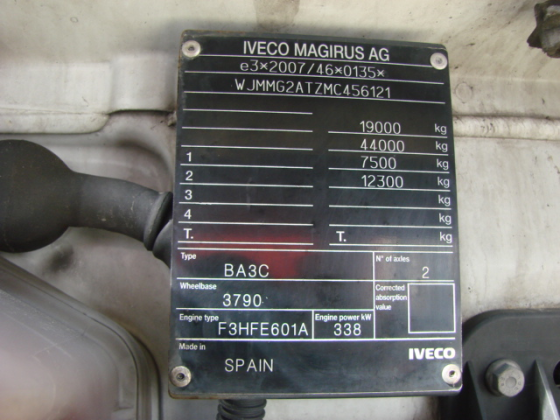 IVECO MAGIRUS AG
e3×2007/46×0135×
WJMMG2ATZMC456121
19000 kg
44000 kg
1 7500 kg
2 12300 kg
3 kg
4 kg
T. T. kg
Type BA3C N° of axles 2
Wheelbase 3790 Corrected absorption value
Engine type F3HFE601A Engine power kW 338
Made in SPAIN IVECO